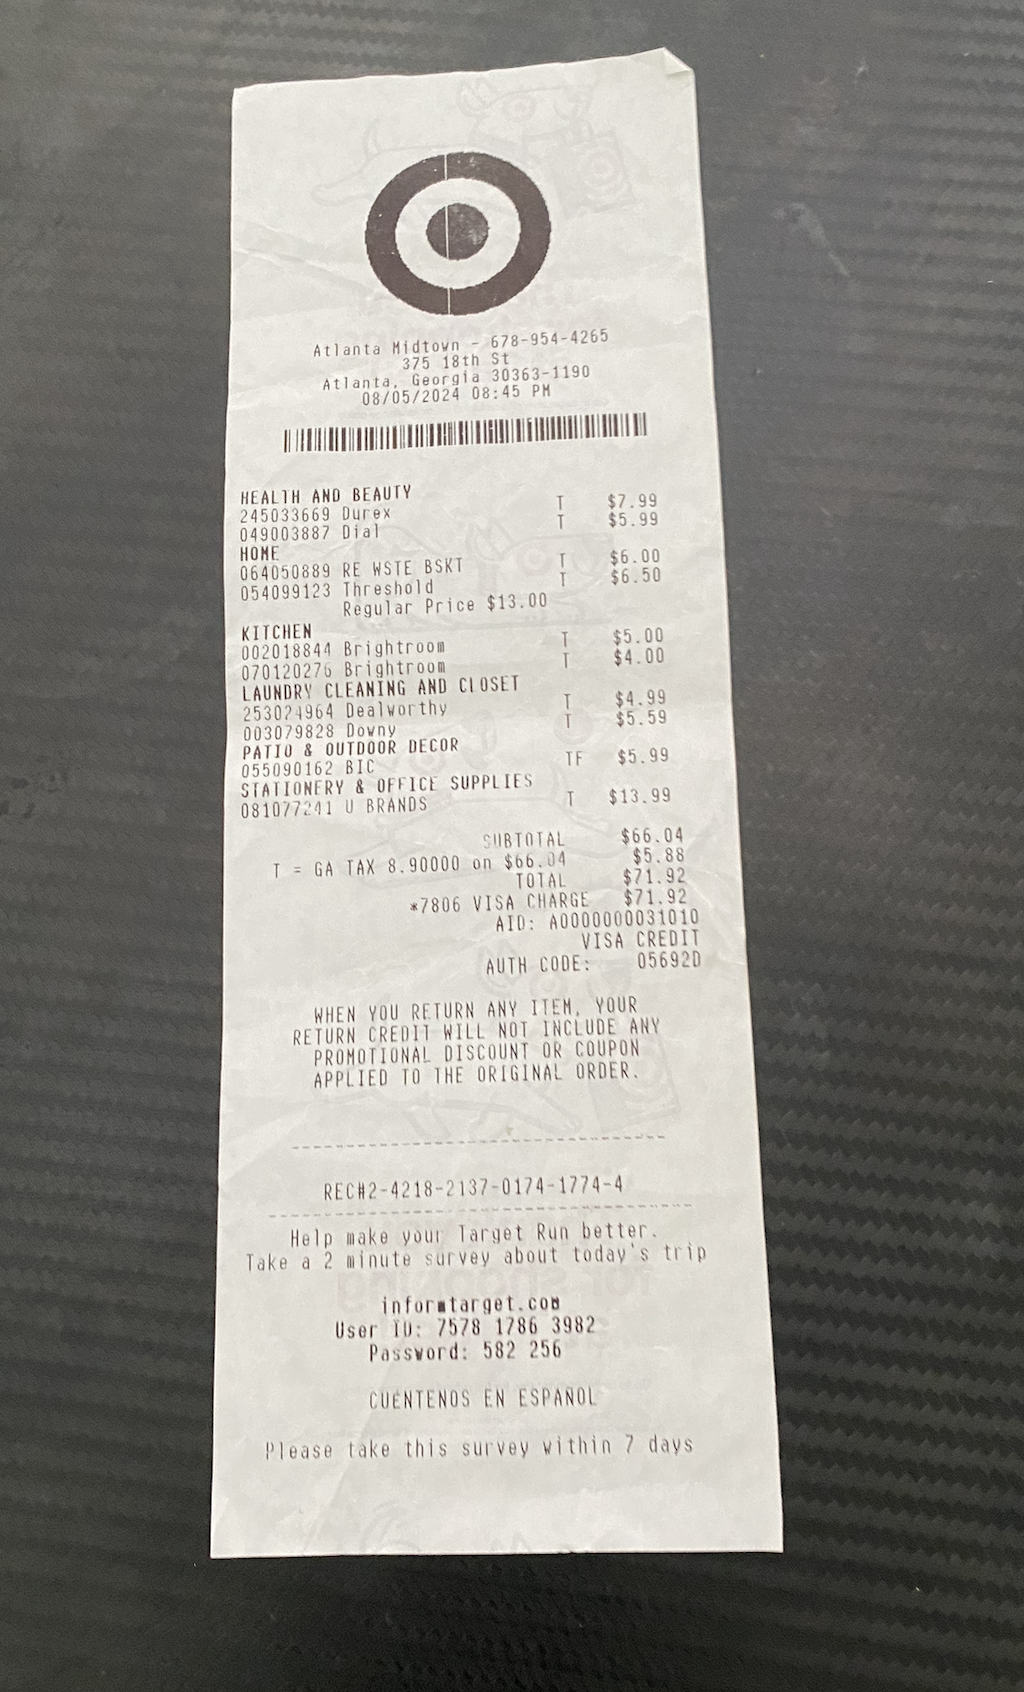 Atlanta Midtown - 678-954-4265
375 18th St
Atlanta, Georgia 30363-1190
08/05/2024 08:45 PM
HEALTH AND BEAUTY
245033669 Durex T $7.99
049003887 Dial T $5.99
HOME
064050889 RE WSTE BSKT T $6.00
054099123 Threshold T $6.50
Regular Price $13.00
KITCHEN
002018844 Brightroom T $5.00
070120276 Brightroom T $4.00
LAUNDRY CLEANING AND CLOSET
253024964 Dealworthy T $4.99
003079828 Downy T $5.59
PATIO & OUTDOOR DECOR
055090162 BIC TF $5.99
STATIONERY & OFFICE SUPPLIES
081077241 U BRANDS T $13.99
SUBTOTAL $66.04
T = GA TAX 8.90000 on $66.04 $5.88
TOTAL $71.92
*7806 VISA CHARGE $71.92
AID: A0000000031010
VISA CREDIT
AUTH CODE: 05692D
WHEN YOU RETURN ANY ITEM, YOUR
RETURN CREDIT WILL NOT INCLUDE ANY
PROMOTIONAL DISCOUNT OR COUPON
APPLIED TO THE ORIGINAL ORDER.
REC#2-4218-2137-0174-1774-4
Help make your Target Run better.
Take a 2 minute survey about today's trip
informtarget.com
User ID: 7578 1786 3982
Password: 582 256
CUÉNTENOS EN ESPAÑOL
Please take this survey within 7 days